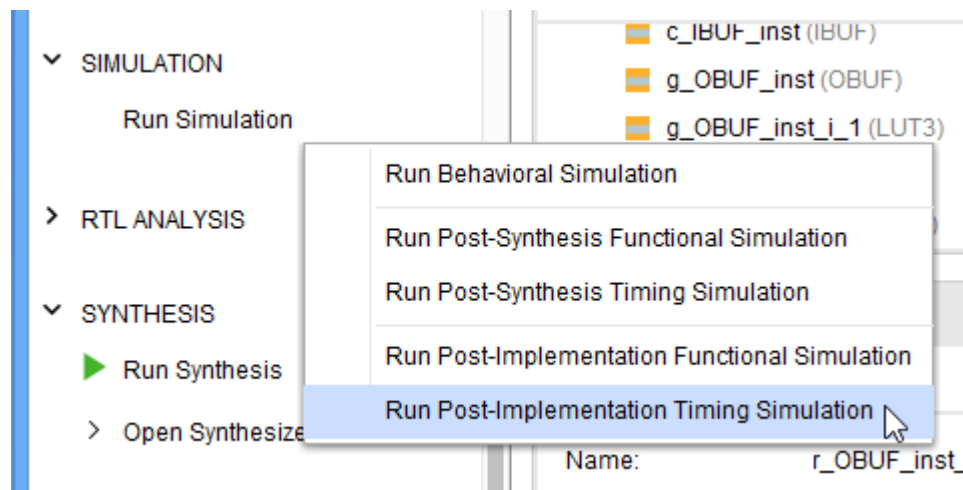 SIMULATION
Run Simulation
RTL ANALYSIS
SYNTHESIS
Run Synthesis
Open Synthesize
c_IBUF_inst (IBUF)
g_OBUF_inst (OBUF)
g_OBUF_inst_i_1 (LUT3)
Run Behavioral Simulation
Run Post-Synthesis Functional Simulation
Run Post-Synthesis Timing Simulation
Run Post-Implementation Functional Simulation
Run Post-Implementation Timing Simulation
Name: r_OBUF_inst_